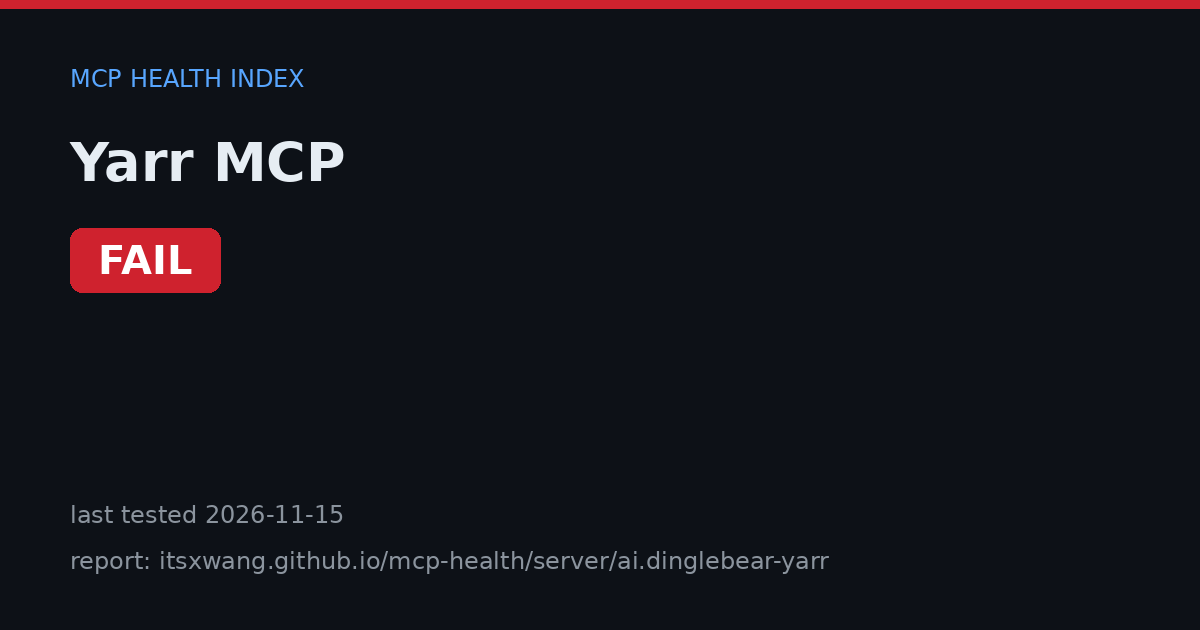 MCP HEALTH INDEX
Yarr MCP
FAIL
last tested 2026-11-15
report: itsxwang.github.io/mcp-health/server/ai.dinglebear-yarr